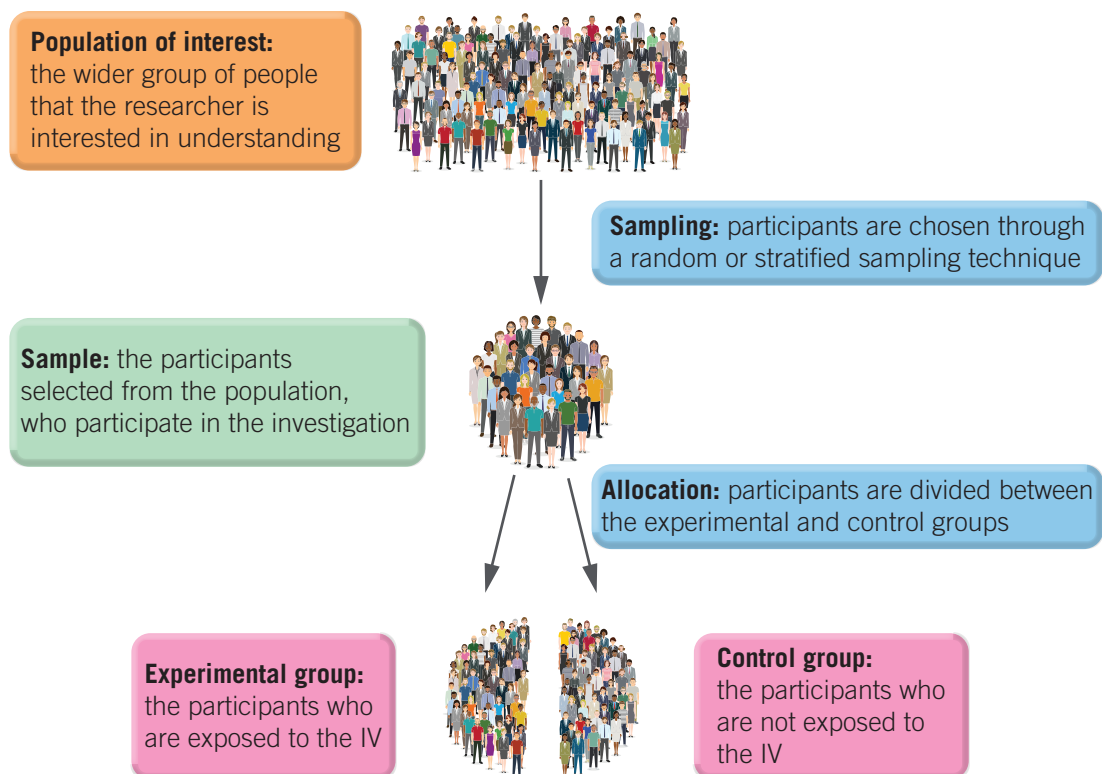 Population of interest:
the wider group of people
that the researcher is
interested in understanding
Sampling: participants are chosen through
a random or stratified sampling technique
Sample: the participants
selected from the population,
who participate in the investigation
Allocation: participants are divided between
the experimental and control groups
Experimental group:
the participants who
are exposed to the IV
Control group:
the participants who
are not exposed to
the IV